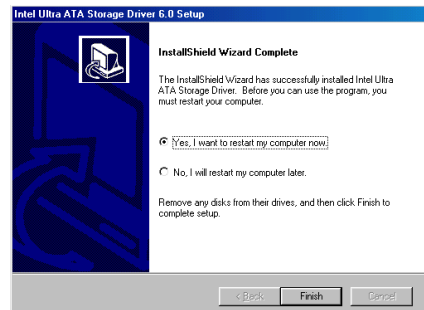 Intel Ultra ATA Storage Driver 6.0 Setup
InstallShield Wizard Complete
The InstallShield Wizard has successfully installed Intel Ultra
ATA Storage Driver. Before you can use the program, you
must restart your computer.
Yes, I want to restart my computer now.
No, I will restart my computer later.
Remove any disks from their drives, and then click Finish to
complete setup.
< Back Finish Cancel